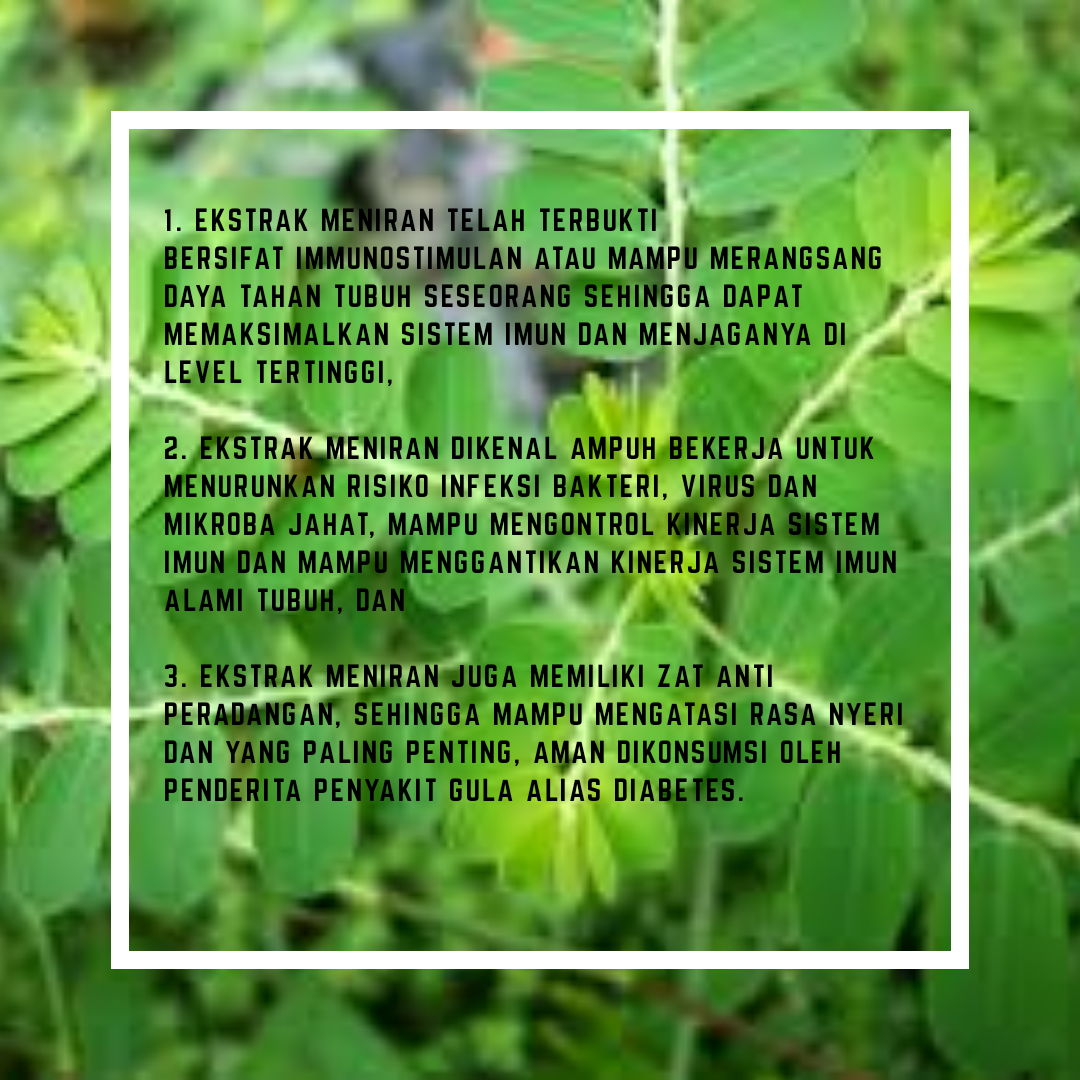 1. EKSTRAK MENIRAN TELAH TERBUKTI
BERSIFAT IMMUNOSTIMULAN ATAU MAMPU MERANGSANG
DAYA TAHAN TUBUH SESEORANG SEHINGGA DAPAT
MEMAKSIMALKAN SISTEM IMUN DAN MENJAGANYA DI
LEVEL TERTINGGI,
2. EKSTRAK MENIRAN DIKENAL AMPUH BEKERJA UNTUK
MENURUNKAN RISIKO INFEKSI BAKTERI, VIRUS DAN
MIKROBA JAHAT, MAMPU MENGONTROL KINERJA SISTEM
IMUN DAN MAMPU MENGGANTIKAN KINERJA SISTEM IMUN
ALAMI TUBUH, DAN
3. EKSTRAK MENIRAN JUGA MEMILIKI ZAT ANTI
PERADANGAN, SEHINGGA MAMPU MENGATASI RASA NYERI
DAN YANG PALING PENTING, AMAN DIKONSUMSI OLEH
PENDERITA PENYAKIT GULA ALIAS DIABETES.